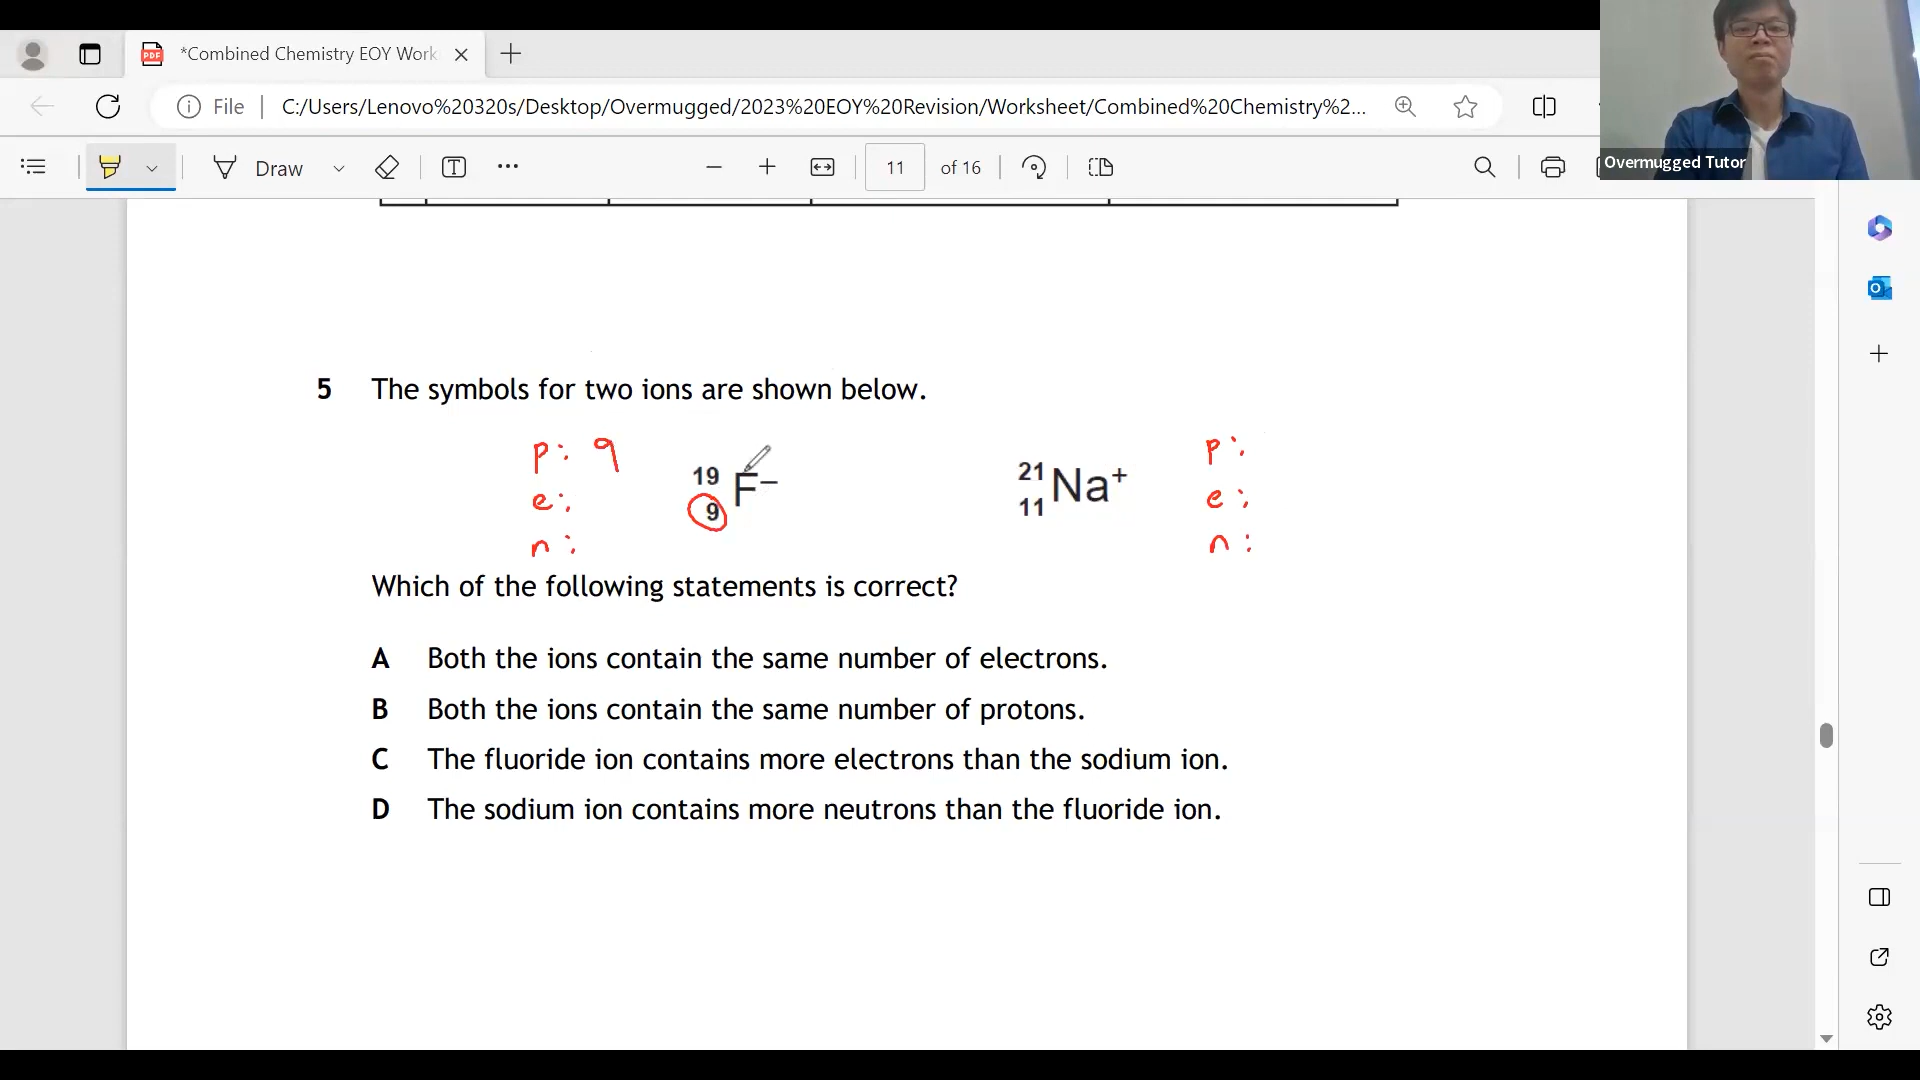 *Combined Chemistry EOY Work
File
C:/Users/Lenovo%20320s/Desktop/Overmugged/2023%20EOY%20Revision/Worksheet/Combined%20Chemistry%2...
Draw
11 of 16
Overmugged Tutor
5 The symbols for two ions are shown below.
p: 9
e:
n:
19
9
F–
21
11
Na+
p:
e:
n:
Which of the following statements is correct?
A Both the ions contain the same number of electrons.
B Both the ions contain the same number of protons.
C The fluoride ion contains more electrons than the sodium ion.
D The sodium ion contains more neutrons than the fluoride ion.